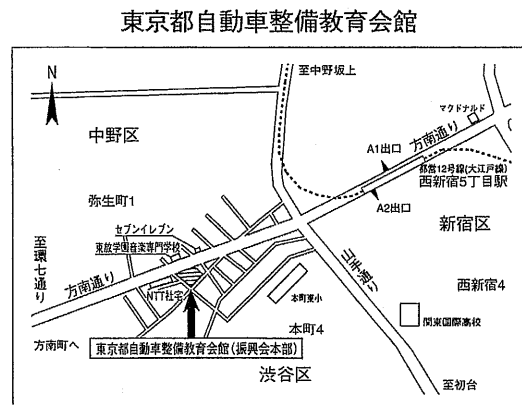 東京都自動車整備教育会館
N
至中野坂上
マクドナルド
中野区
A1出口
方南通り
都営12号線(大江戸線)
西新宿5丁目駅
弥生町1
A2出口
新宿区
セブンイレブン
東放学園音楽専門学校
至環七通り
方南通り
山手通り
NTT社宅
本町東小
西新宿4
関東国際高校
方南町へ
本町4
東京都自動車整備教育会館(振興会本部)
渋谷区
至初台